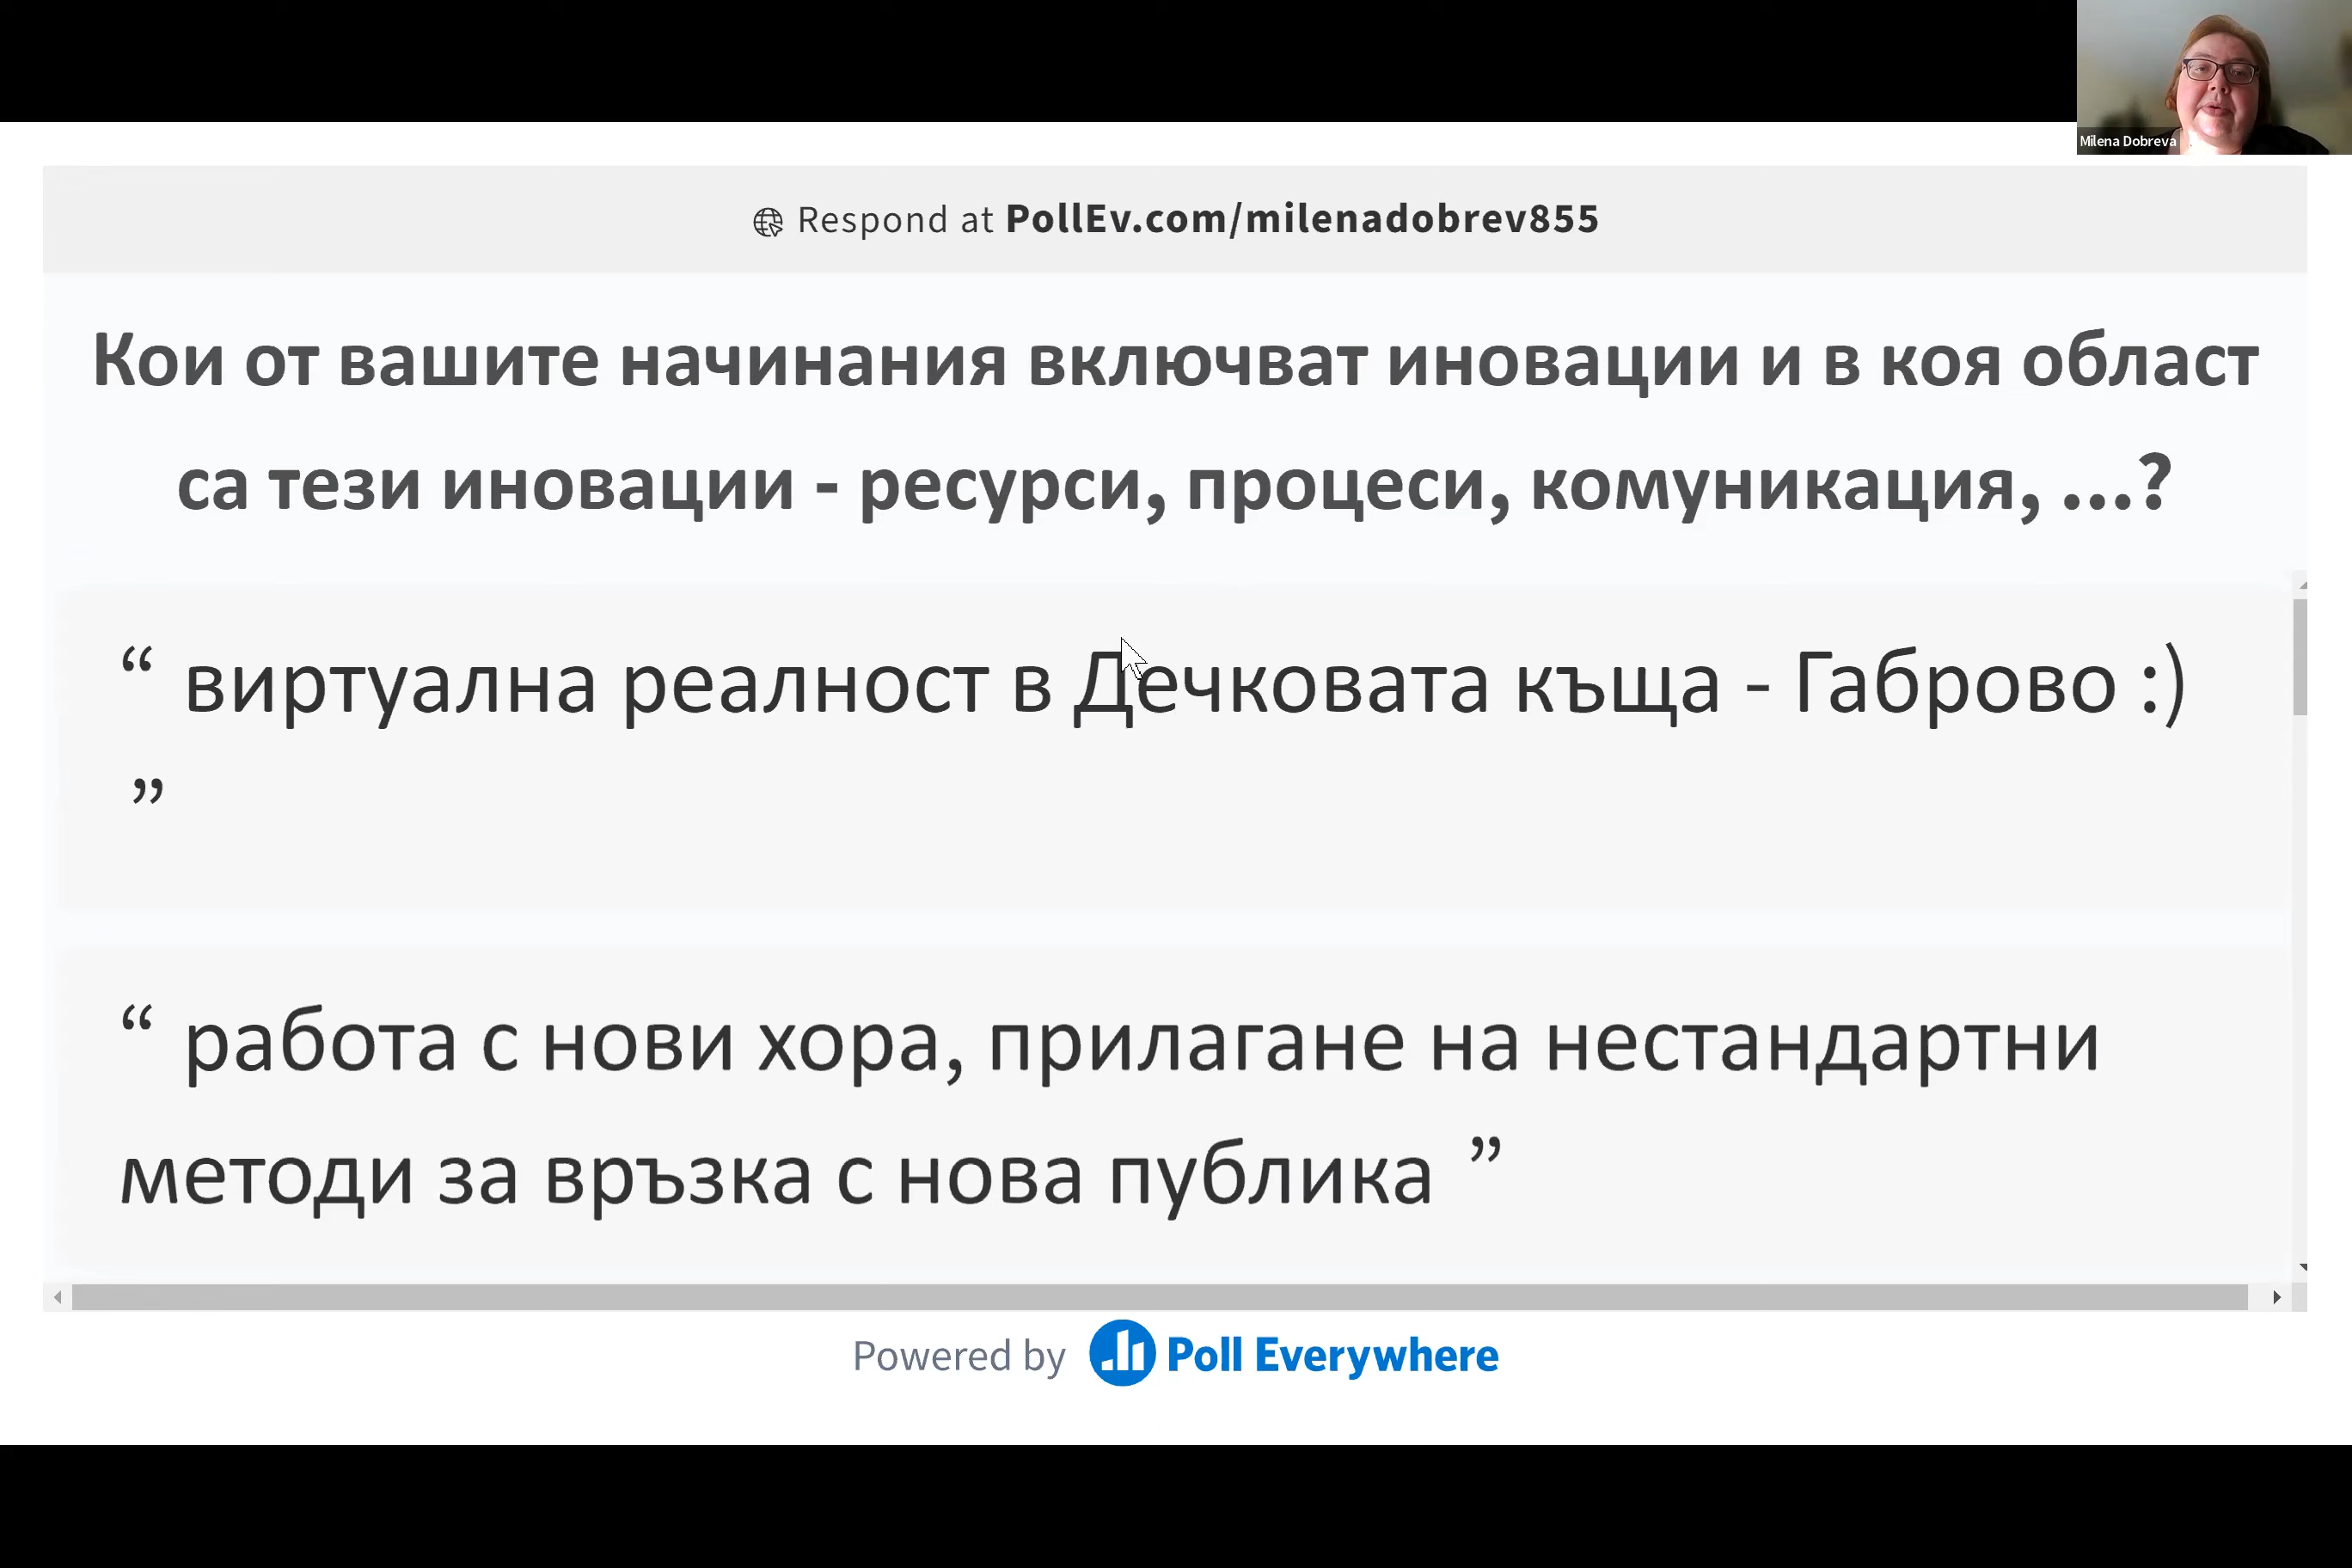 Milena Dobreva
Respond at PollEv.com/milenadobrev855
Кои от вашите начинания включват иновации и в коя област
са тези иновации - ресурси, процеси, комуникация, ...?
“ виртуална реалност в Дечковата къща - Габрово :)
”
“ работа с нови хора, прилагане на нестандартни
методи за връзка с нова публика ”
Powered by Poll Everywhere